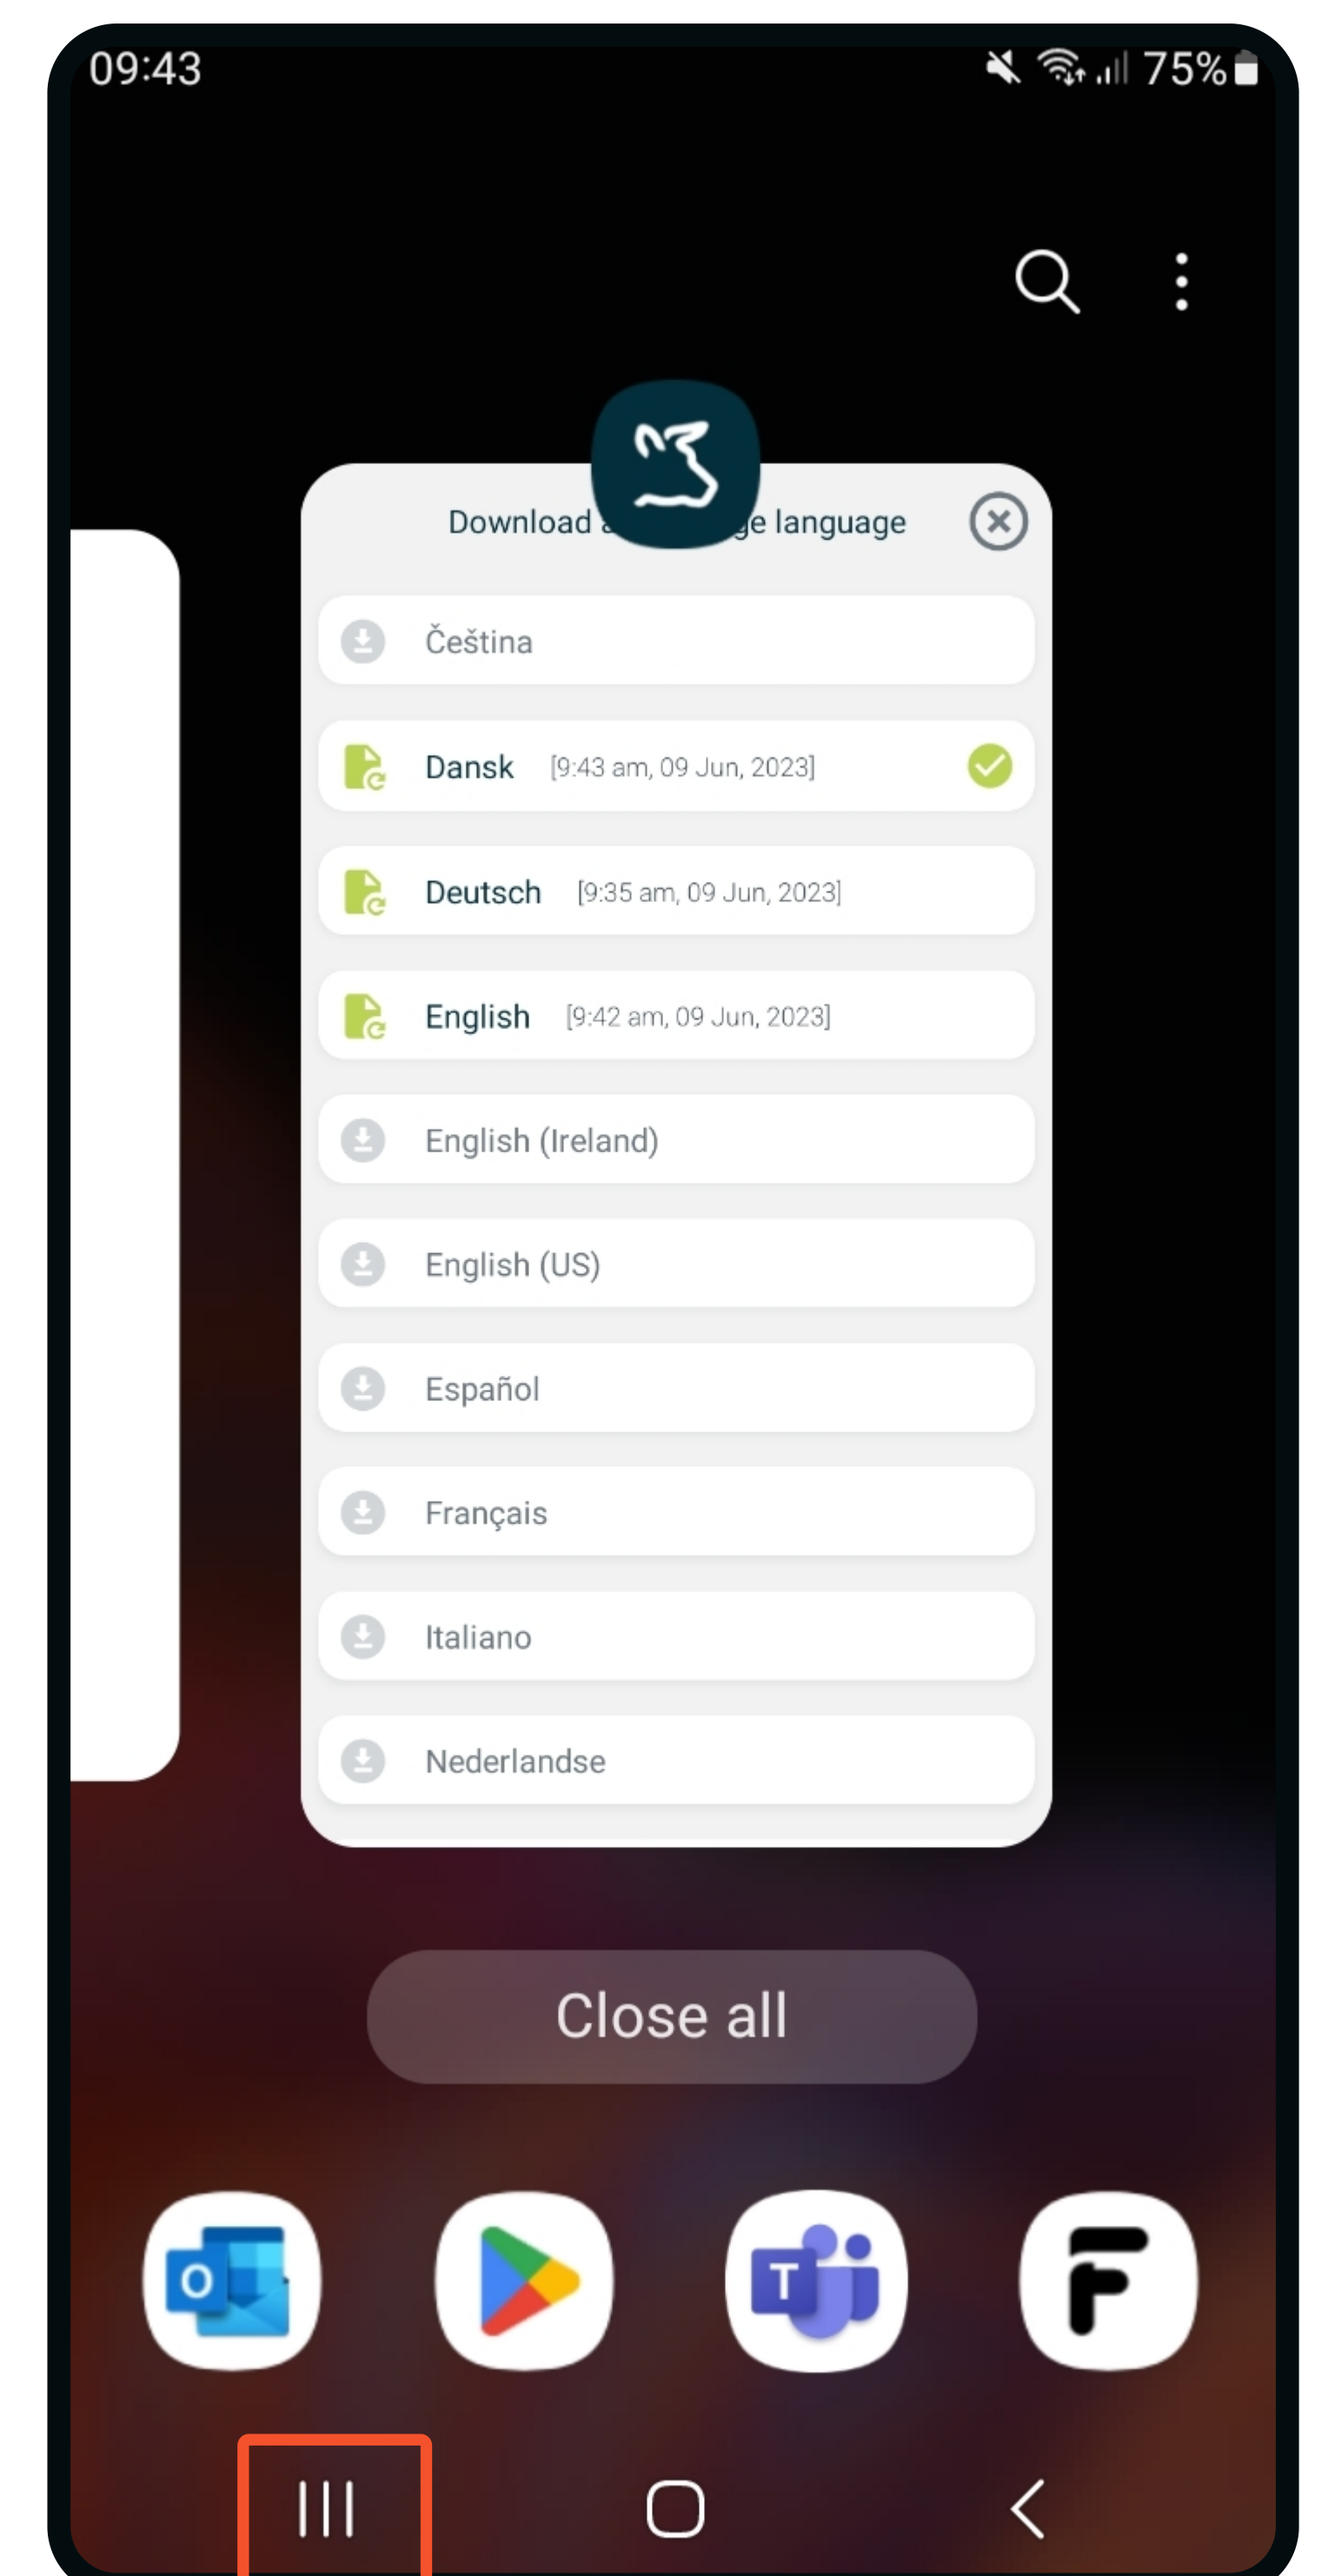 09:43 75%
Download a ge language
Čeština
Dansk [9:43 am, 09 Jun, 2023]
Deutsch [9:35 am, 09 Jun, 2023]
English [9:42 am, 09 Jun, 2023]
English (Ireland)
English (US)
Español
Français
Italiano
Nederlandse
Close all
O T F